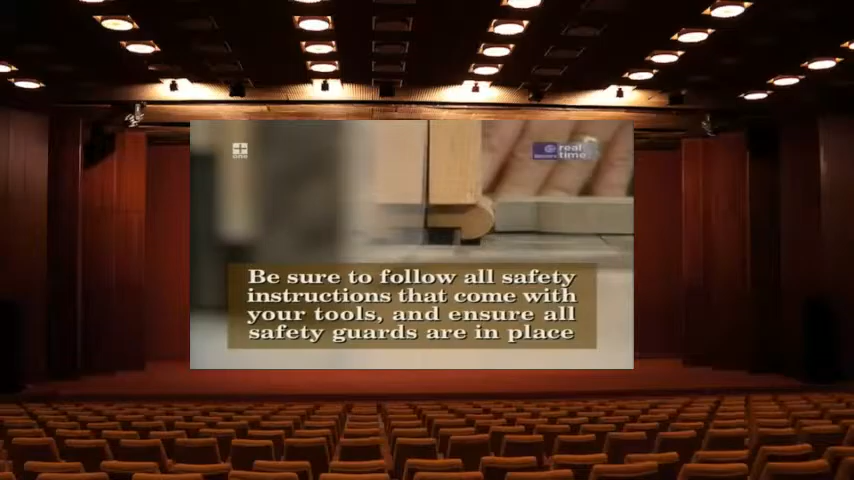 one
real
time
Be sure to follow all safety
instructions that come with
your tools, and ensure all
safety guards are in place